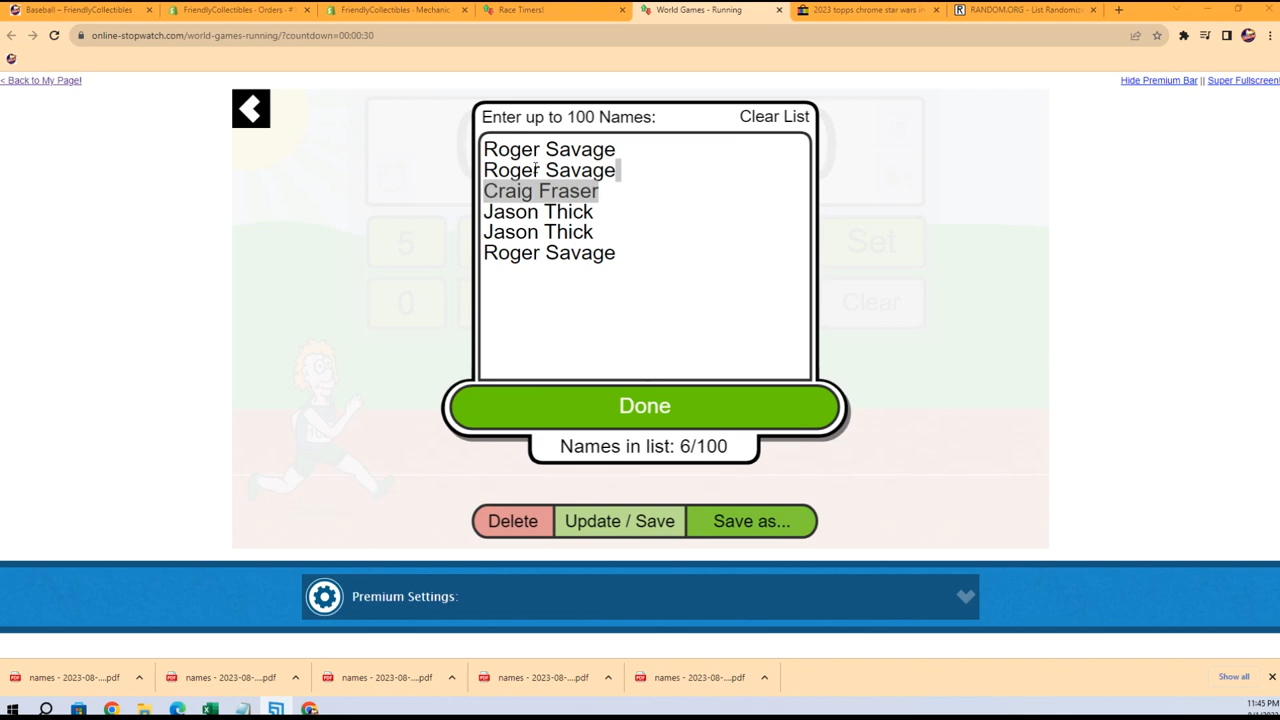 Baseball – FriendlyCollectibles
FriendlyCollectibles - Orders - #
FriendlyCollectibles - Mechanic
Race Timers!
World Games - Running
2023 topps chrome star wars in
RANDOM.ORG - List Randomiz
online-stopwatch.com/world-games-running/?countdown=00:00:30
< Back to My Page!
Hide Premium Bar || Super Fullscreen!
Enter up to 100 Names:
Clear List
Roger Savage
Roger Savage
Craig Fraser
Jason Thick
Jason Thick
Roger Savage
5
Set
0
Clear
Done
Names in list: 6/100
Delete
Update / Save
Save as...
Premium Settings:
names - 2023-08-....pdf
names - 2023-08-....pdf
names - 2023-08-....pdf
names - 2023-08-....pdf
names - 2023-08-....pdf
Show all
11:45 PM